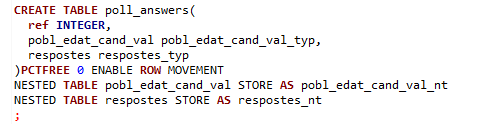 CREATE TABLE poll_answers(
ref INTEGER,
pobl_edat_cand_val pobl_edat_cand_val_typ,
respostes respostes_typ
)PCTFREE 0 ENABLE ROW MOVEMENT
NESTED TABLE pobl_edat_cand_val STORE AS pobl_edat_cand_val_nt
NESTED TABLE respostes STORE AS respostes_nt
;